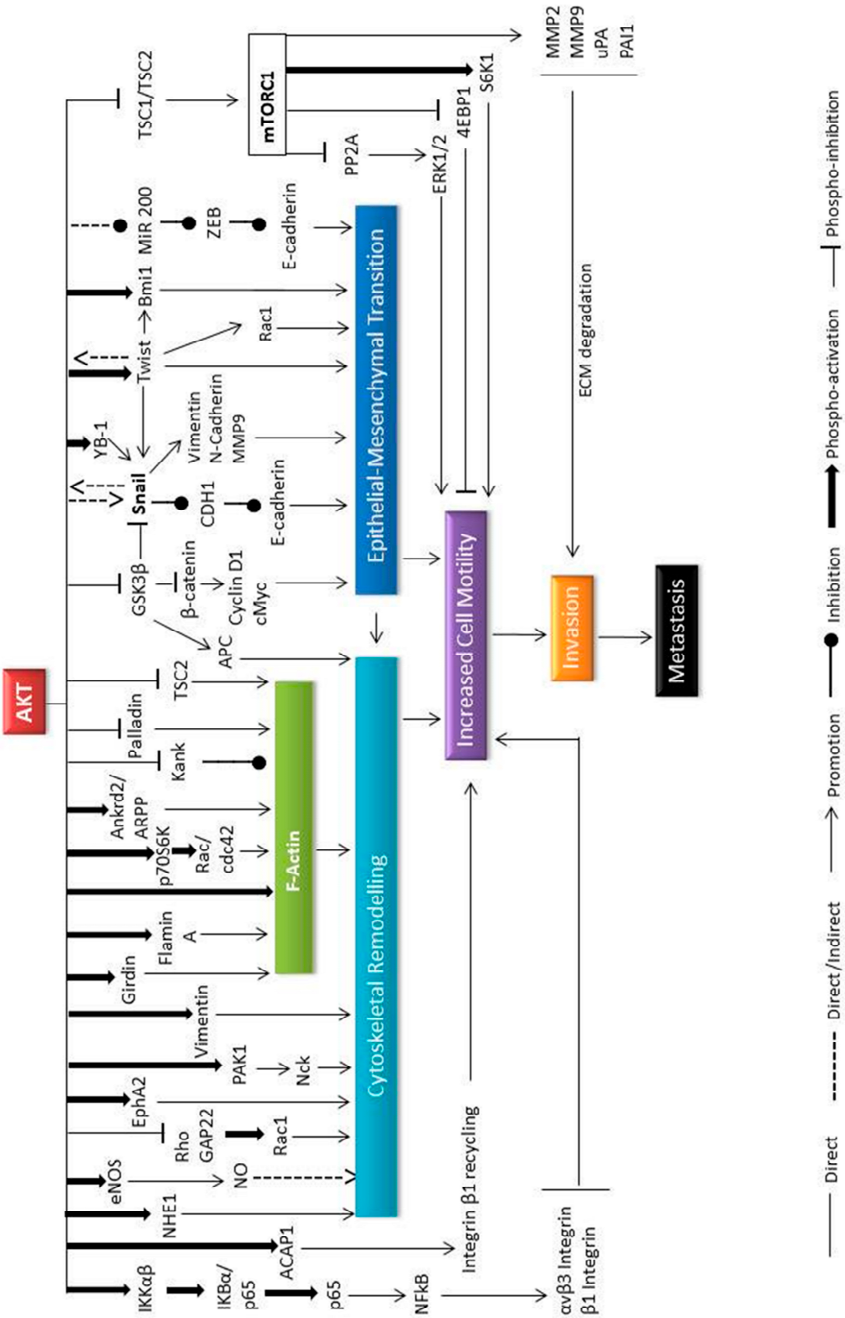 AKT
IKKαβ
IKBα/
p65
p65
NFkB
αvβ3 Integrin
β1 Integrin
ACAP1
Integrin β1 recycling
NHE1
eNOS
NO
Rho
GAP22
Rac1
EphA2
PAK1
Nck
Vimentin
Girdin
Flamin
A
p70S6K
Rac/
cdc42
Ankrd2/
ARPP
Kank
Palladin
TSC2
F-Actin
APC
Cytoskeletal Remodelling
GSK3β
β-catenin
Cyclin D1
cMyc
Snail
CDH1
E-cadherin
YB-1
Vimentin
N-Cadherin
MMP9
Twist
Rac1
Bmi1
MiR 200
ZEB
E-cadherin
Epithelial-Mesenchymal Transition
TSC1/TSC2
mTORC1
PP2A
ERK1/2
4EBP1
S6K1
MMP2
MMP9
uPA
PAI1
ECM degradation
Increased Cell Motility
Invasion
Metastasis
Direct
Direct/Indirect
Promotion
Inhibition
Phospho-activation
Phospho-inhibition